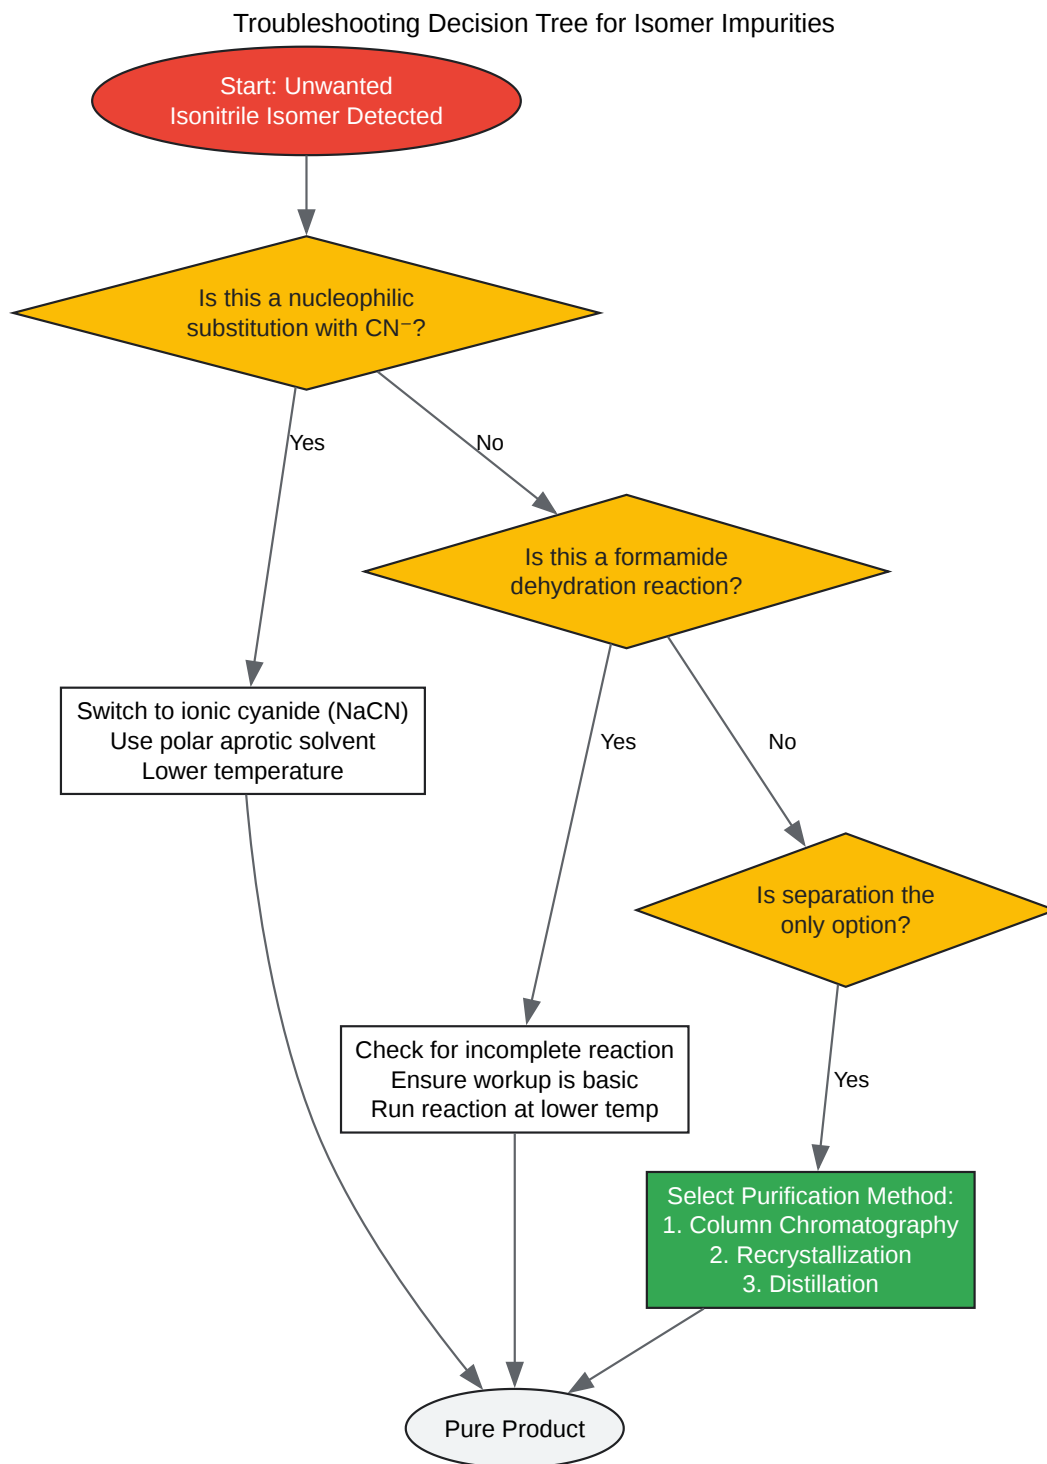 Troubleshooting Decision Tree for Isomer Impurities
Start: Unwanted
Isonitrile Isomer Detected
Is this a nucleophilic
substitution with CN⁻?
Yes
No
Is this a formamide
dehydration reaction?
Switch to ionic cyanide (NaCN)
Use polar aprotic solvent
Lower temperature
Yes
No
Is separation the
only option?
Check for incomplete reaction
Ensure workup is basic
Run reaction at lower temp
Yes
Select Purification Method:
1. Column Chromatography
2. Recrystallization
3. Distillation
Pure Product